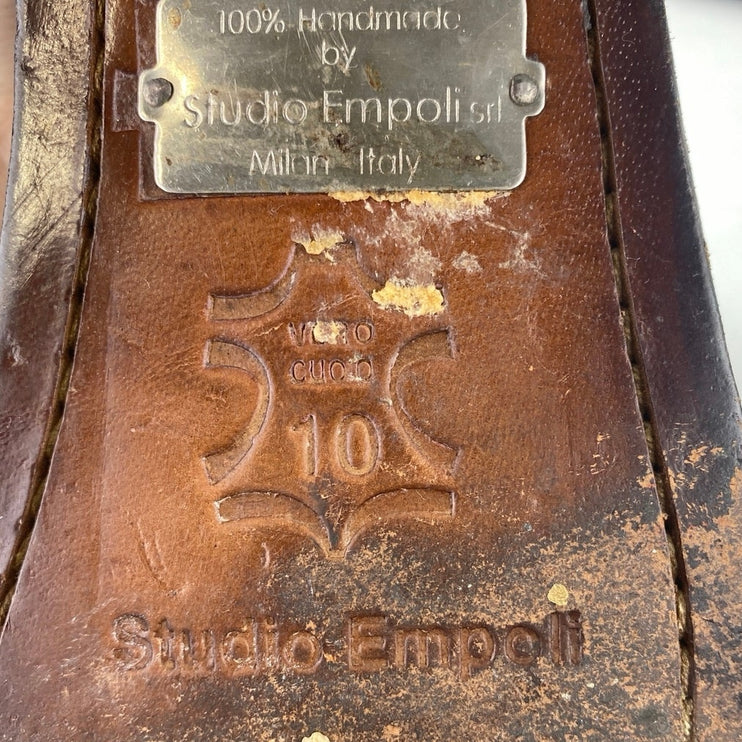 100% Handmade
by
Studio Empoli srl
Milan Italy
VERO
CUOIO
10
Studio Empoli